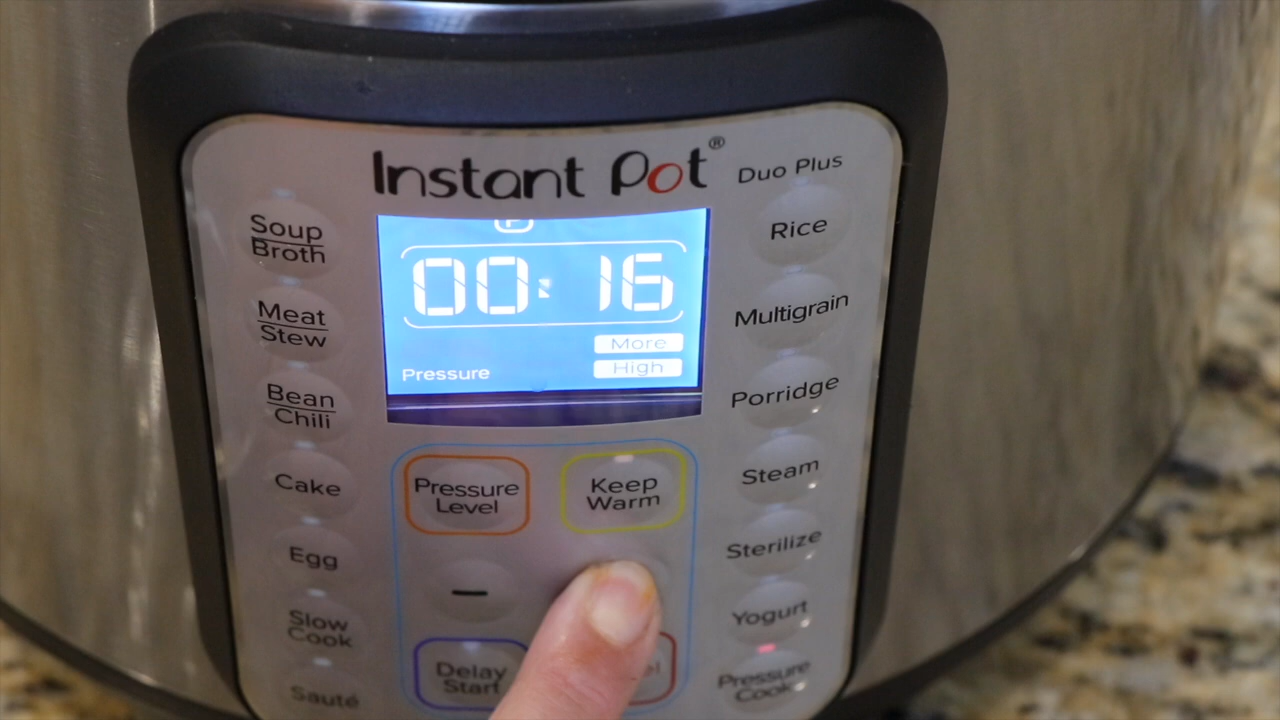 Instant Pot®
Duo Plus
Soup
Broth
Meat
Stew
Bean
Chili
Cake
Egg
Slow
Cook
Sauté
P
00:16
More
High
Pressure
Pressure
Level
Keep
Warm
−
Delay
Start
Rice
Multigrain
Porridge
Steam
Sterilize
Yogurt
Pressure
Cook